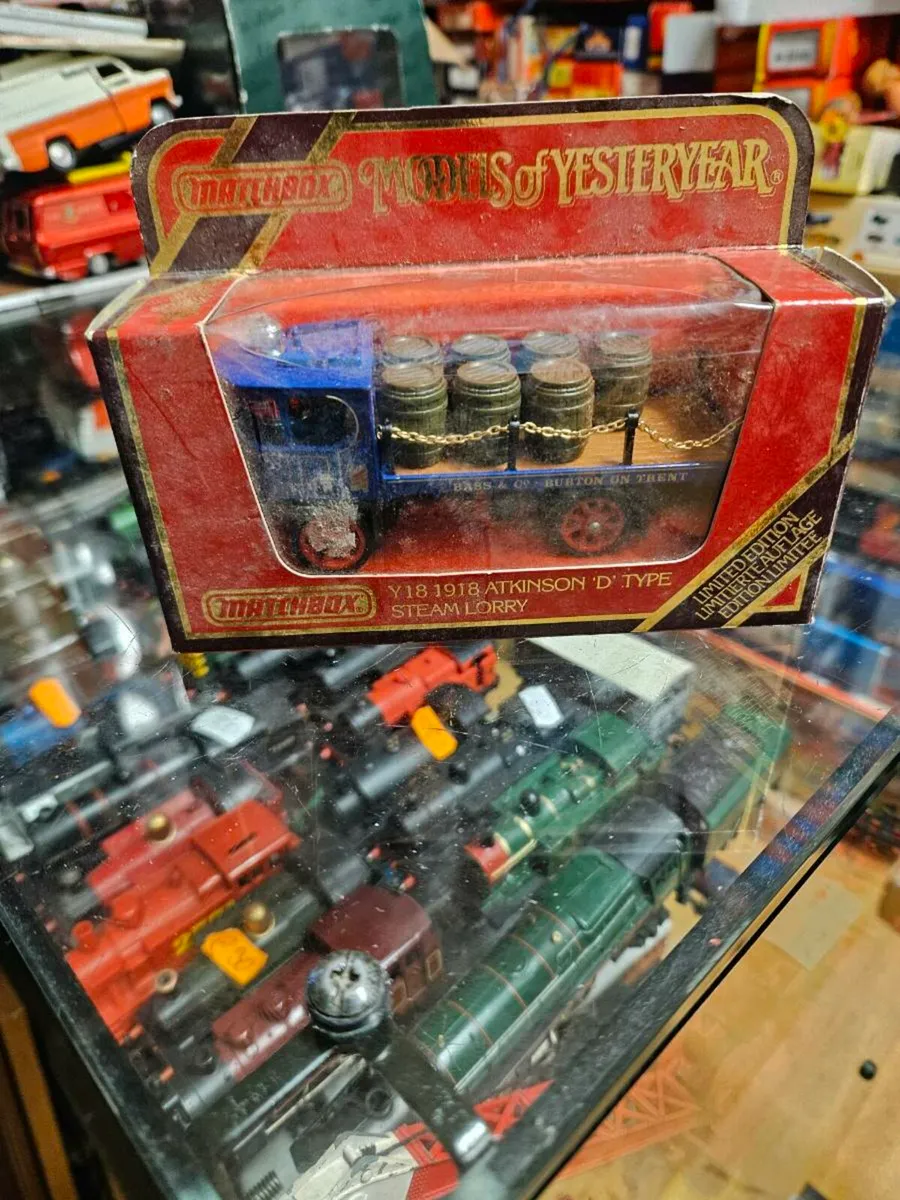 MATCHBOX
MODELS of YESTERYEAR®
BASS & Co · BURTON ON TRENT
MATCHBOX
Y18 1918 ATKINSON 'D' TYPE
STEAM LORRY
LIMITED EDITION
LIMITIERTE AUFLAGE
EDITION LIMITÉE